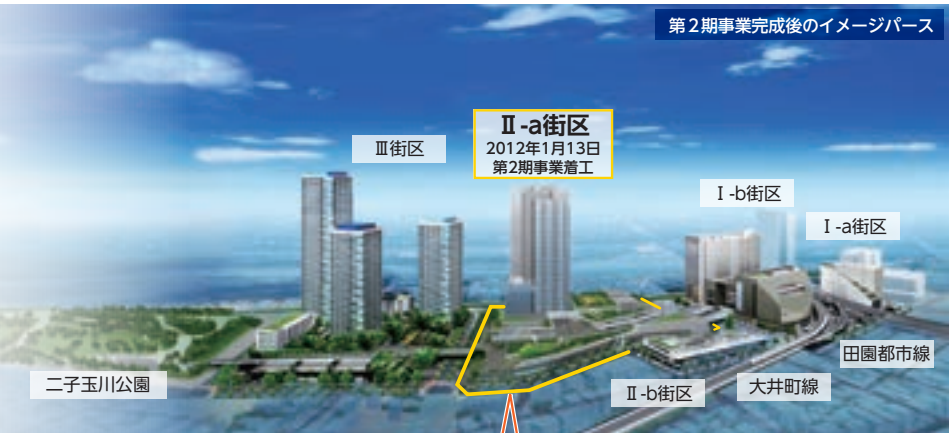 第2期事業完成後のイメージパース
Ⅱ-a街区
2012年1月13日
第2期事業着工
Ⅲ街区
Ⅰ-b街区
Ⅰ-a街区
田園都市線
二子玉川公園
Ⅱ-b街区
大井町線